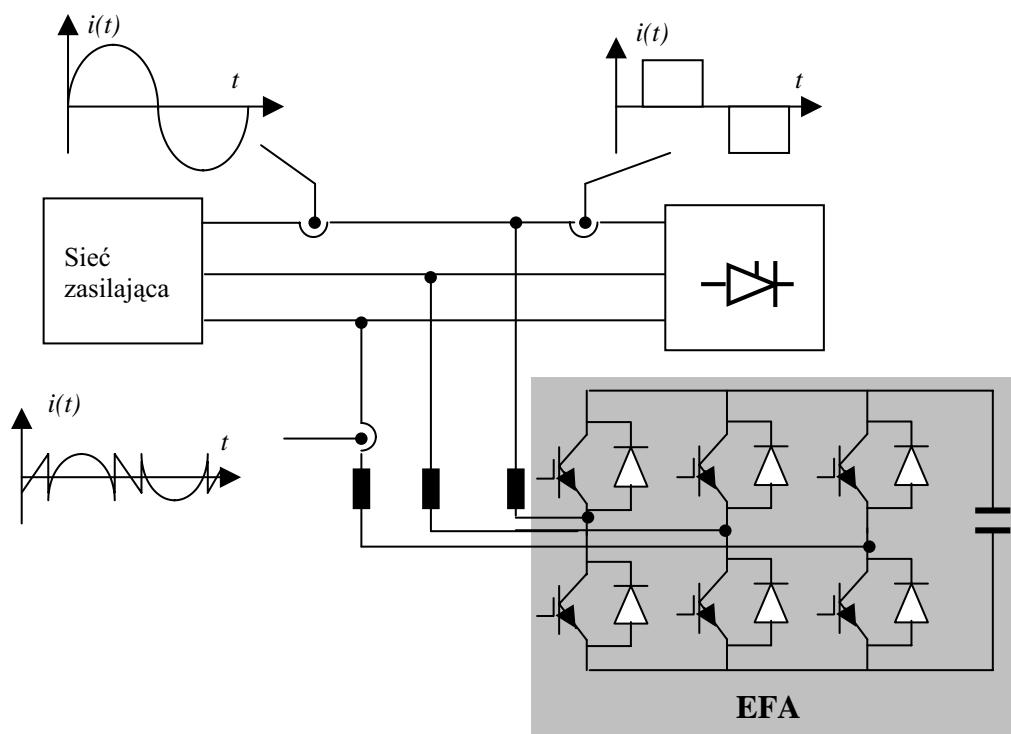 i(t)
t
i(t)
t
Sieć
zasilająca
i(t)
t
EFA